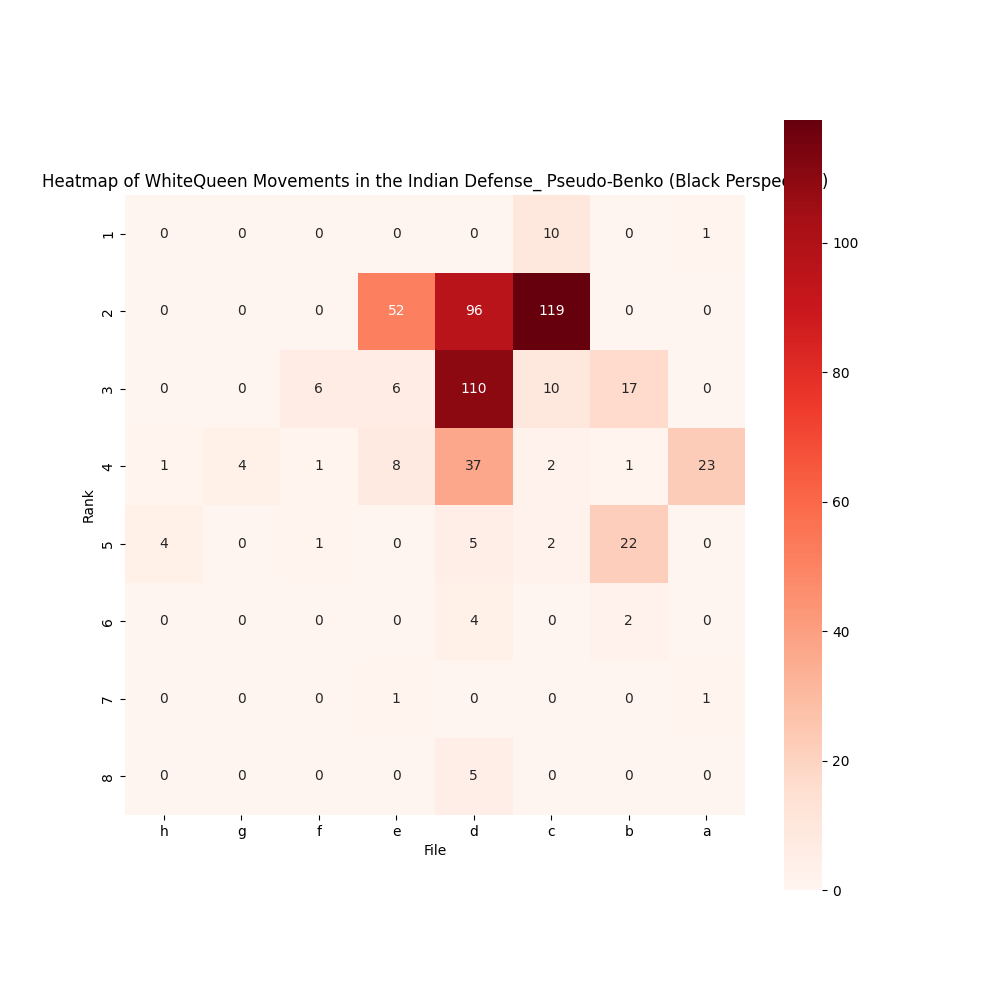 Heatmap of WhiteQueen Movements in the Indian Defense_ Pseudo-Benko (Black Perspe
1 0 0 0 0 0 10 0 1
2 0 0 0 52 96 119 0 0
3 0 0 6 6 110 10 17 0
4 1 4 1 8 37 2 1 23
5 4 0 1 0 5 2 22 0
6 0 0 0 0 4 0 2 0
7 0 0 0 1 0 0 0 1
8 0 0 0 0 5 0 0 0
h g f e d c b a
File
Rank
100
80
60
40
20
0